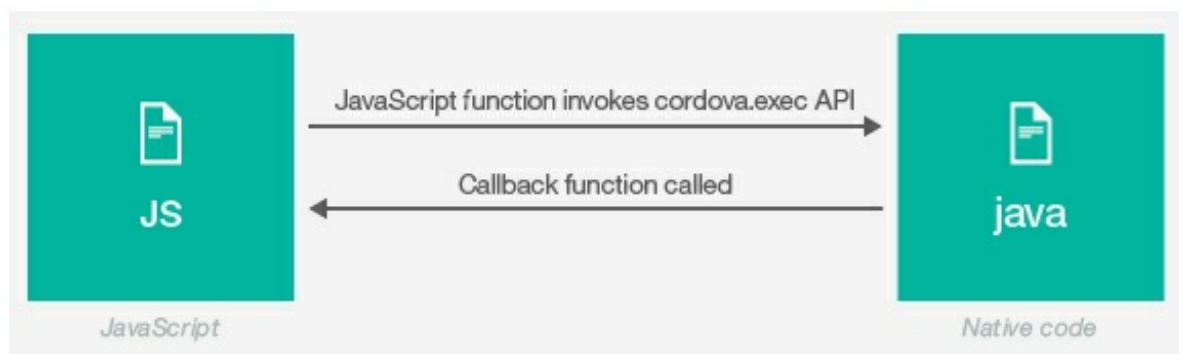 JavaScript function invokes cordova.exec API
Callback function called
JS
java
JavaScript
Native code